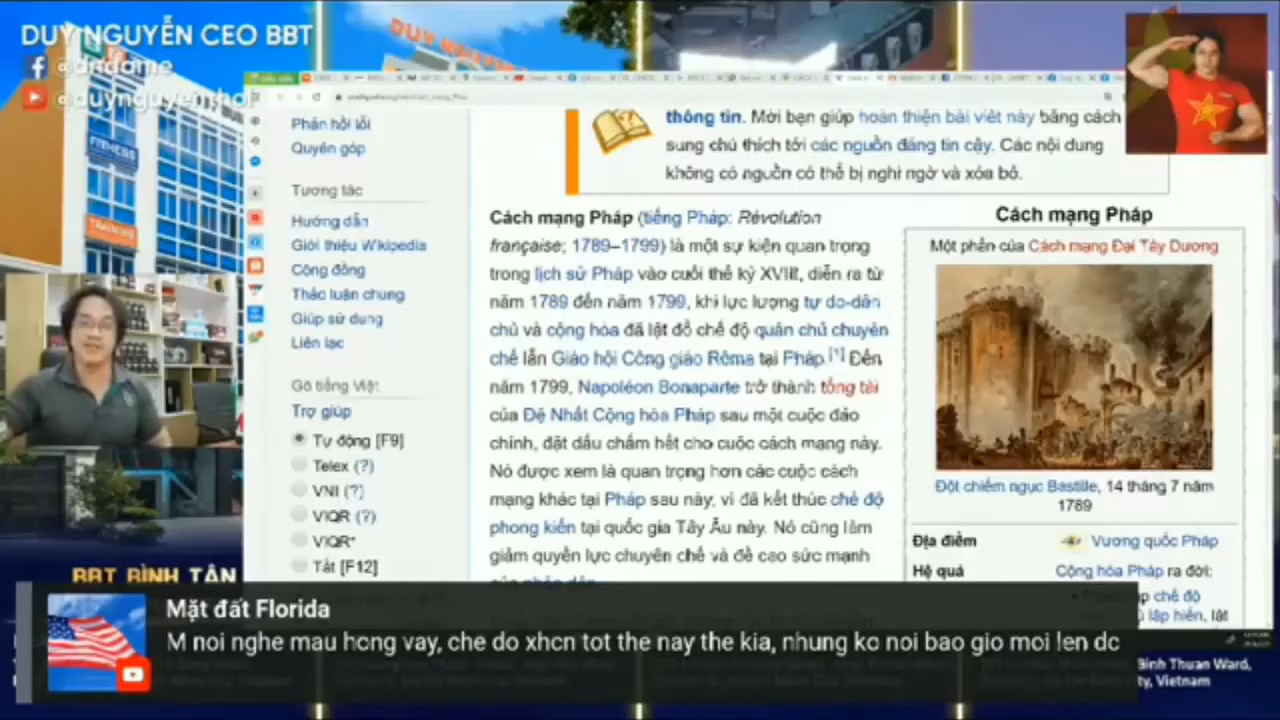 DUY NGUYỄN CEO BBT
FITNESS
TRAINING
Phản hồi lỗi
Quyên góp
Tương tác
Hướng dẫn
Giới thiệu Wikipedia
Cộng đồng
Thảo luận chung
Giúp sử dụng
Liên lạc
Gõ tiếng Việt
Trợ giúp
Tự động [F9]
Telex (?)
VNI (?)
VIQR (?)
VIQR*
Tắt [F12]
thông tin. Mời bạn giúp hoàn thiện bài viết này bằng cách
sung chú thích tới các nguồn đáng tin cậy. Các nội dung
không có nguồn có thể bị nghi ngờ và xóa bỏ.
Cách mạng Pháp (tiếng Pháp: Révolution
française; 1789–1799) là một sự kiện quan trọng
trong lịch sử Pháp vào cuối thế kỷ XVIII, diễn ra từ
năm 1789 đến năm 1799, khi lực lượng tự do-dân
chủ và cộng hòa đã lật đổ chế độ quân chủ chuyên
chế lẫn Giáo hội Công giáo Rôma tại Pháp.[1] Đến
năm 1799, Napoléon Bonaparte trở thành tổng tài
của Đệ Nhất Cộng hòa Pháp sau một cuộc đảo
chính, đặt dấu chấm hết cho cuộc cách mạng này.
Nó được xem là quan trọng hơn các cuộc cách
mạng khác tại Pháp sau này, vì đã kết thúc chế độ
phong kiến tại quốc gia Tây Âu này. Nó cũng làm
giảm quyền lực chuyên chế và đề cao sức mạnh
Cách mạng Pháp
Một phần của Cách mạng Đại Tây Dương
Đột chiếm ngục Bastille, 14 tháng 7 năm
1789
Địa điểm Vương quốc Pháp
Hệ quả Cộng hòa Pháp ra đời:
chế độ
lập hiến, lật
BBT BÌNH TÂN
Mặt đất Florida
M noi nghe mau hong vay, che do xhcn tot the nay the kia, nhung ko noi bao gio moi len dc
Binh Thuan Ward,
Vietnam